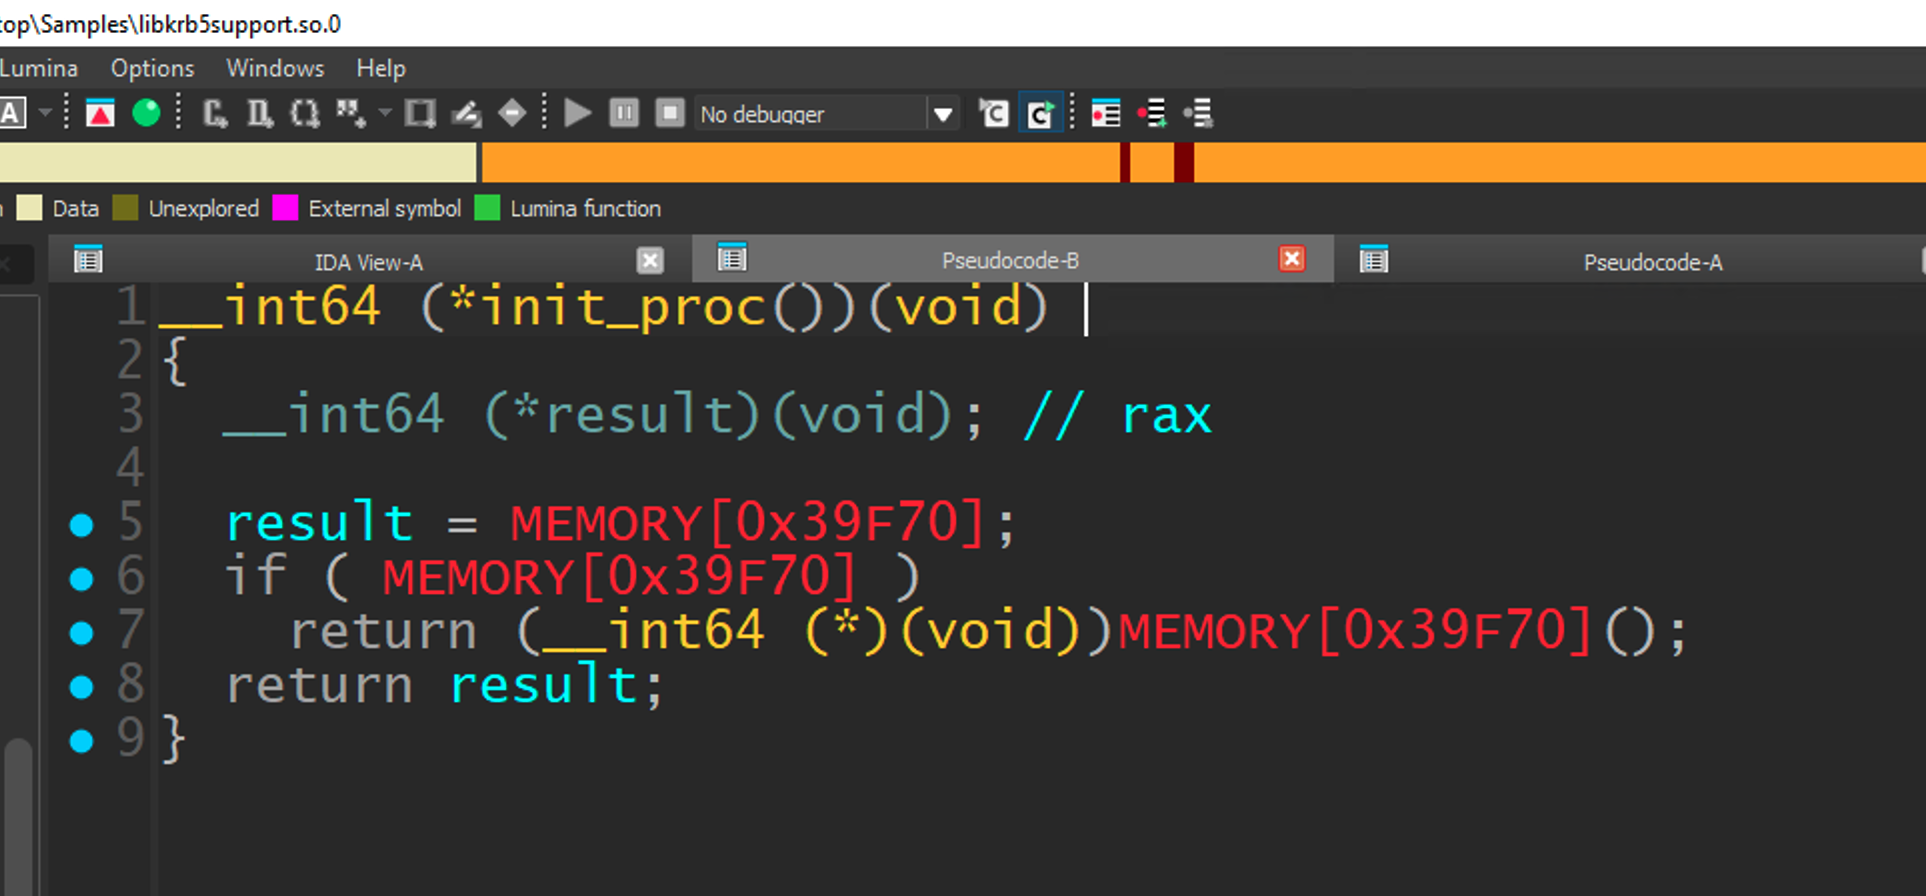 top\Samples\libkrb5support.so.0
Lumina Options Windows Help
A No debugger
Data Unexplored External symbol Lumina function
IDA View-A Pseudocode-B Pseudocode-A
1 __int64 (*init_proc())(void)
2 {
3 __int64 (*result)(void); // rax
4
5 result = MEMORY[0x39F70];
6 if ( MEMORY[0x39F70] )
7 return (__int64 (*)(void))MEMORY[0x39F70]();
8 return result;
9 }